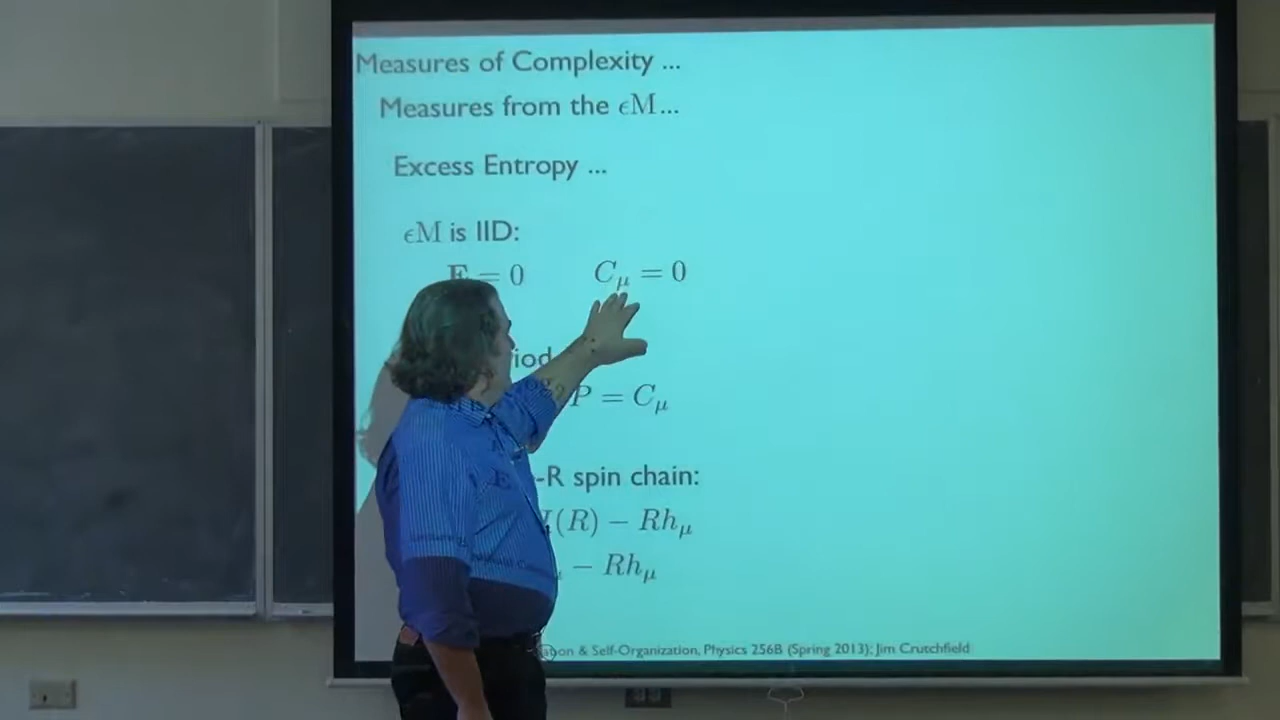 Measures of Complexity ...
Measures from the ϵM...
Excess Entropy ...
ϵM is IID:
E = 0 C_μ = 0
P = C_μ
-R spin chain:
(R) − Rh_μ
− Rh_μ
& Self-Organization, Physics 256B (Spring 2013); Jim Crutchfield